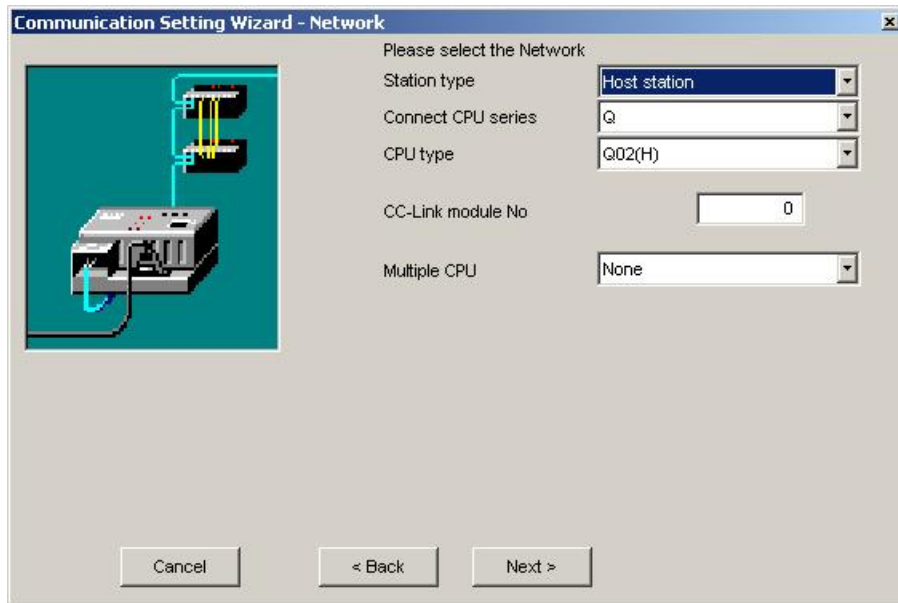 Communication Setting Wizard - Network
Please select the Network
Station type Host station
Connect CPU series Q
CPU type Q02(H)
CC-Link module No 0
Multiple CPU None
Cancel < Back Next >